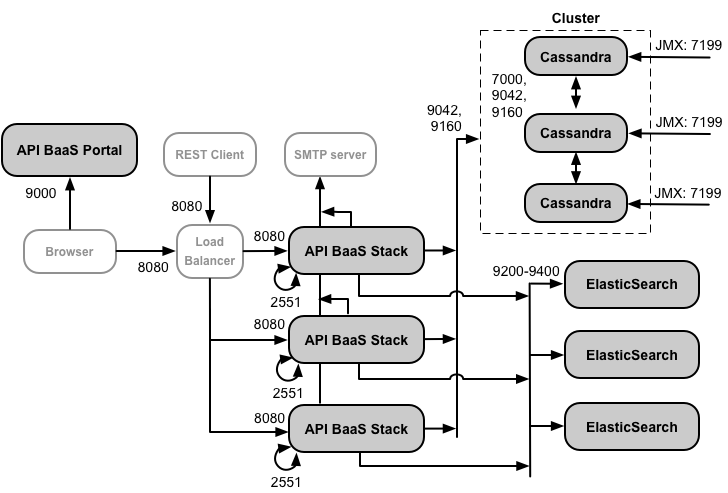 Cluster
Cassandra
JMX: 7199
7000,
9042,
9160
9042,
9160
Cassandra
JMX: 7199
API BaaS Portal
REST Client
SMTP server
9000
8080
Cassandra
JMX: 7199
Browser
8080
Load
Balancer
8080
API BaaS Stack
2551
9200-9400
ElasticSearch
8080
API BaaS Stack
2551
ElasticSearch
8080
API BaaS Stack
2551
ElasticSearch